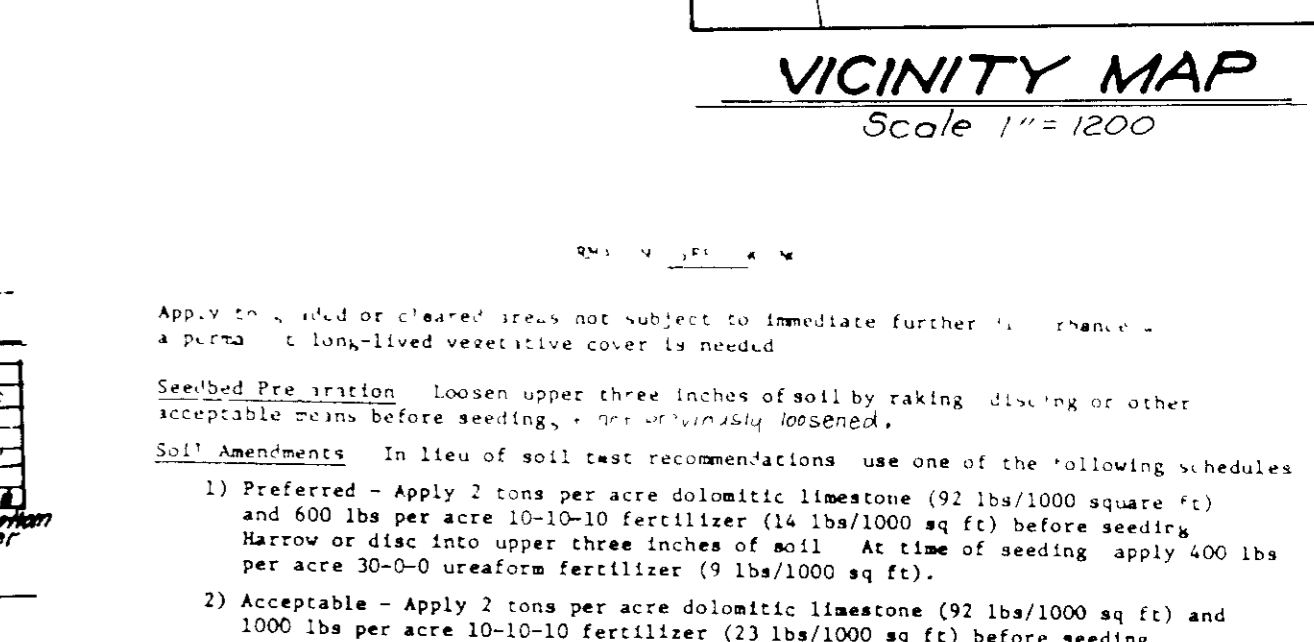 VICINITY MAP
Scale 1"= 1200
Apply to or cleared areas not subject to immediate further
a long-lived vegetative cover is needed
Seedbed Preparation Loosen upper three inches of soil by raking discing or other
acceptable means before seeding, loosened.
Soil Amendments In lieu of soil test recommendations use one of the following schedules
1) Preferred - Apply 2 tons per acre dolomitic limestone (92 lbs/1000 square ft)
and 600 lbs per acre 10-10-10 fertilizer (14 lbs/1000 sq ft) before seeding
Harrow or disc into upper three inches of soil At time of seeding apply 400 lbs
per acre 30-0-0 ureaform fertilizer (9 lbs/1000 sq ft).
2) Acceptable - Apply 2 tons per acre dolomitic limestone (92 lbs/1000 sq ft) and
1000 lbs per acre 10-10-10 fertilizer (23 lbs/1000 sq ft) before seeding